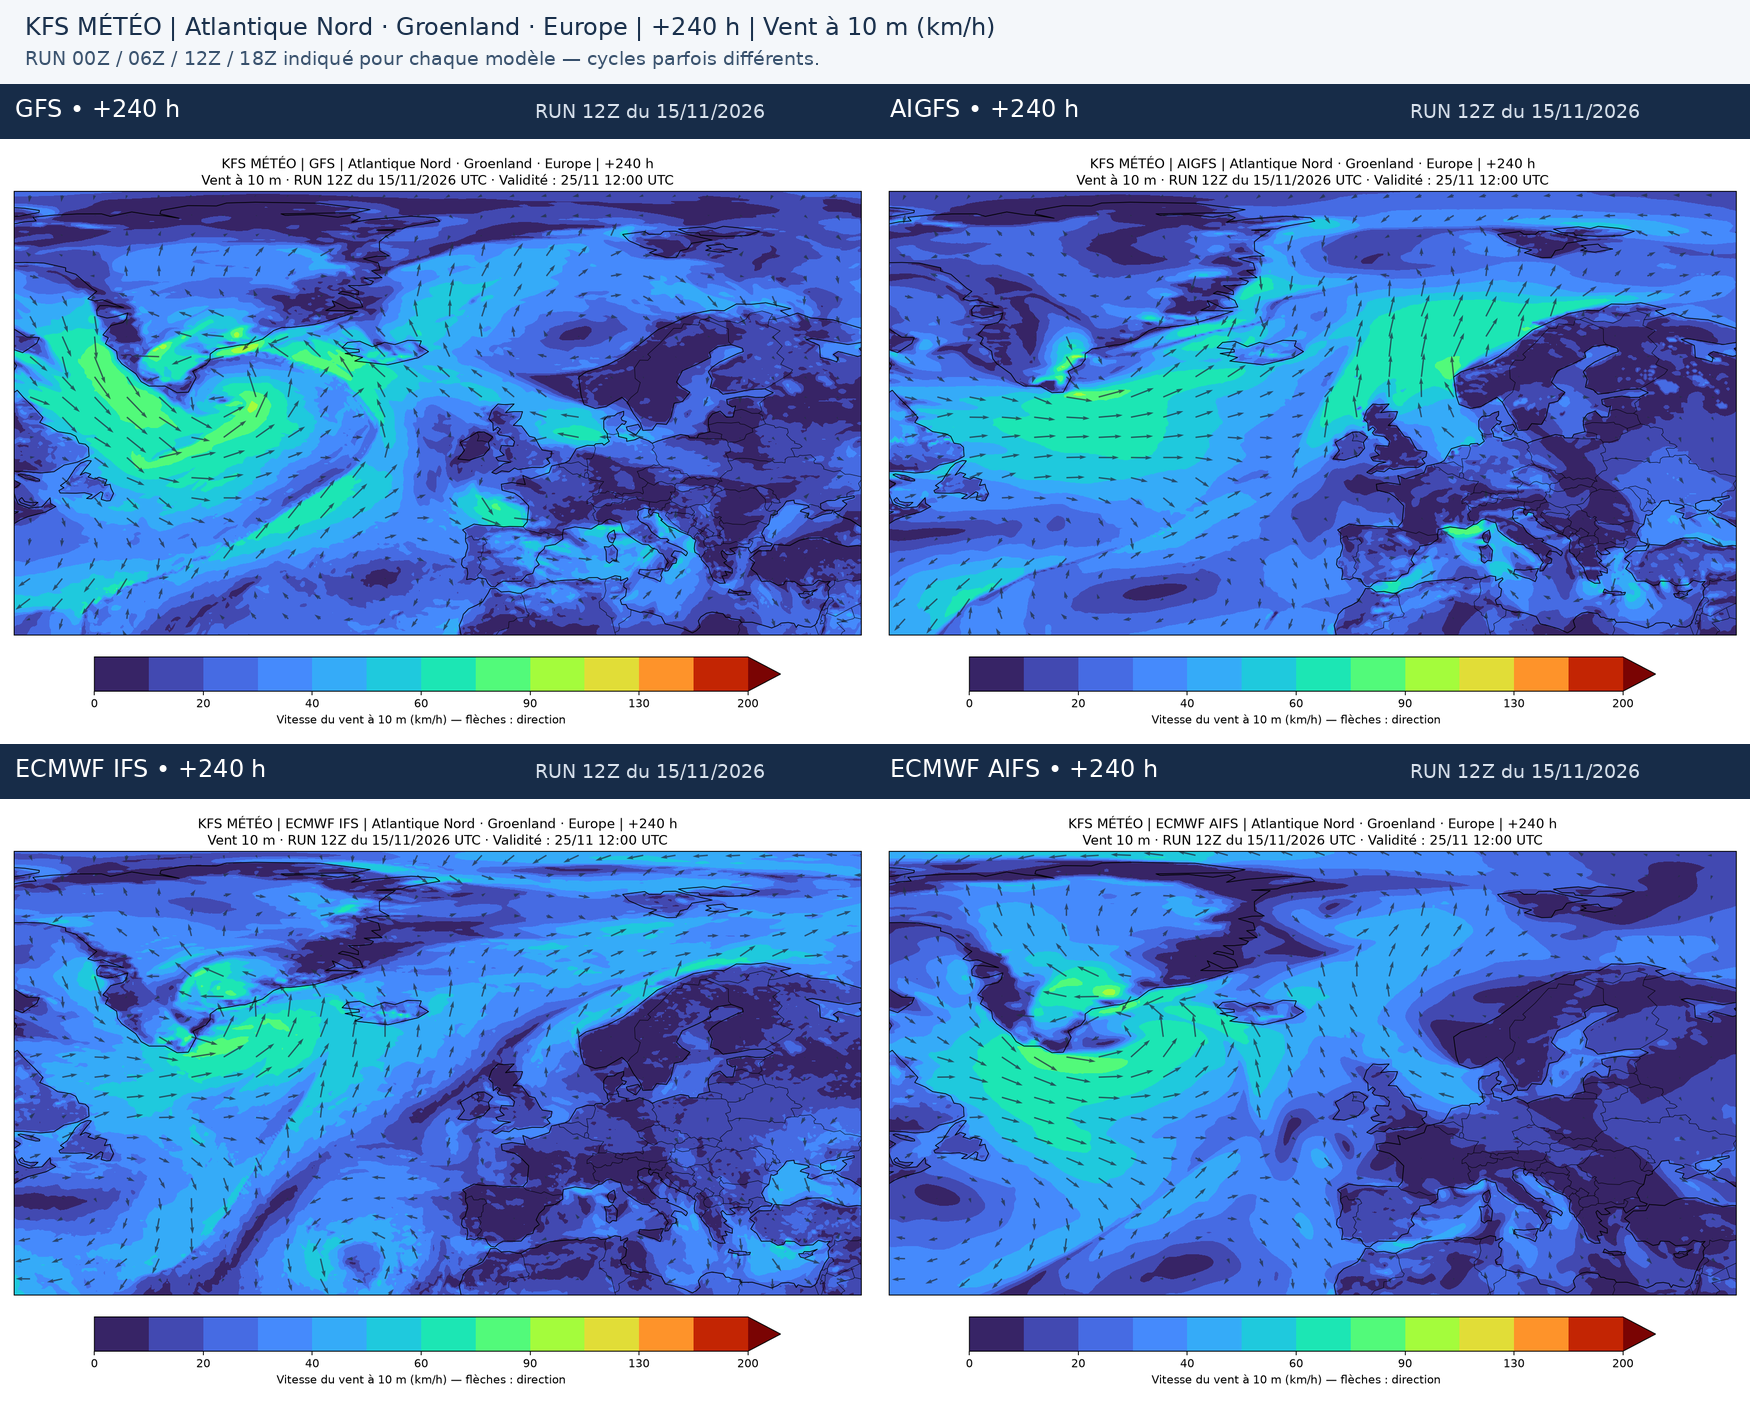 KFS MÉTÉO | Atlantique Nord · Groenland · Europe | +240 h | Vent à 10 m (km/h)
RUN 00Z / 06Z / 12Z / 18Z indiqué pour chaque modèle — cycles parfois différents.
GFS • +240 h
RUN 12Z du 15/11/2026
KFS MÉTÉO | GFS | Atlantique Nord · Groenland · Europe | +240 h
Vent à 10 m · RUN 12Z du 15/11/2026 UTC · Validité : 25/11 12:00 UTC
0 20 40 60 90 130 200
Vitesse du vent à 10 m (km/h) — flèches : direction
AIGFS • +240 h
RUN 12Z du 15/11/2026
KFS MÉTÉO | AIGFS | Atlantique Nord · Groenland · Europe | +240 h
Vent à 10 m · RUN 12Z du 15/11/2026 UTC · Validité : 25/11 12:00 UTC
0 20 40 60 90 130 200
Vitesse du vent à 10 m (km/h) — flèches : direction
ECMWF IFS • +240 h
RUN 12Z du 15/11/2026
KFS MÉTÉO | ECMWF IFS | Atlantique Nord · Groenland · Europe | +240 h
Vent à 10 m · RUN 12Z du 15/11/2026 UTC · Validité : 25/11 12:00 UTC
0 20 40 60 90 130 200
Vitesse du vent à 10 m (km/h) — flèches : direction
ECMWF AIFS • +240 h
RUN 12Z du 15/11/2026
KFS MÉTÉO | ECMWF AIFS | Atlantique Nord · Groenland · Europe | +240 h
Vent à 10 m · RUN 12Z du 15/11/2026 UTC · Validité : 25/11 12:00 UTC
0 20 40 60 90 130 200
Vitesse du vent à 10 m (km/h) — flèches : direction